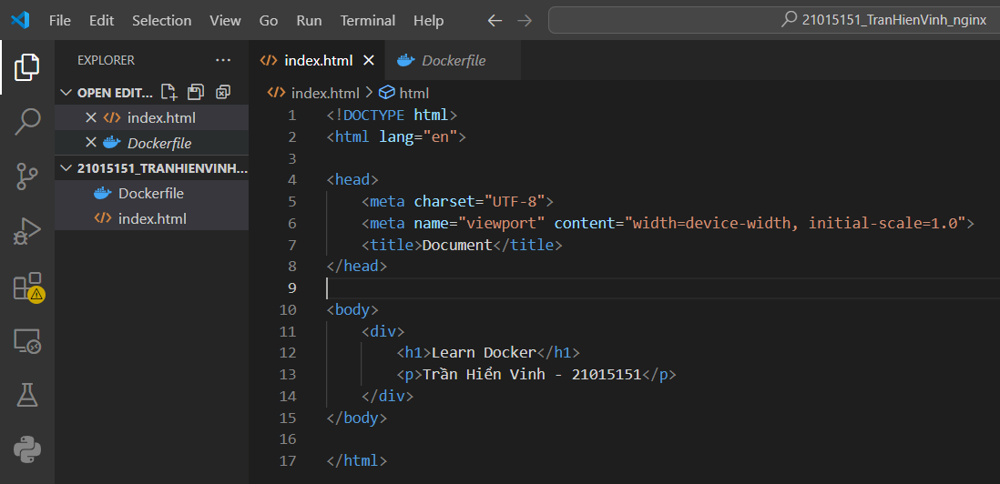 File Edit Selection View Go Run Terminal Help 21015151_TranHienVinh_nginx
EXPLORER
OPEN EDIT...
index.html
Dockerfile
21015151_TRANHIENVINH...
Dockerfile
index.html
index.html Dockerfile
index.html > html
1 <!DOCTYPE html>
2 <html lang="en">
3
4 <head>
5 <meta charset="UTF-8">
6 <meta name="viewport" content="width=device-width, initial-scale=1.0">
7 <title>Document</title>
8 </head>
9
10 <body>
11 <div>
12 <h1>Learn Docker</h1>
13 <p>Trần Hiển Vinh - 21015151</p>
14 </div>
15 </body>
16
17 </html>